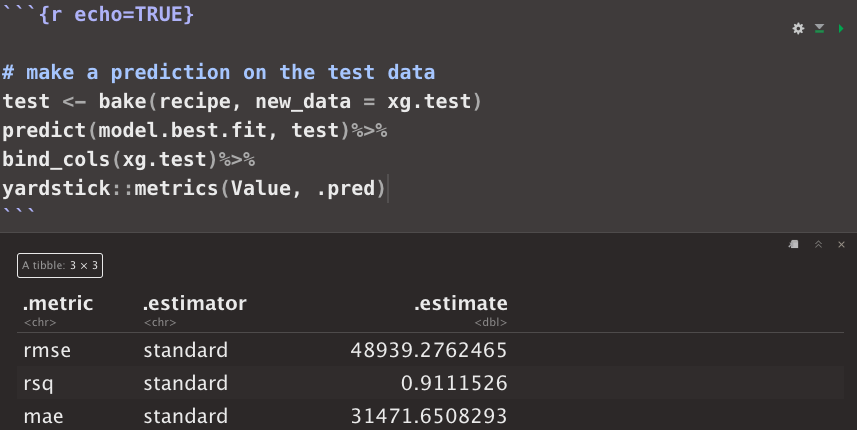 ```{r echo=TRUE}
# make a prediction on the test data
test <- bake(recipe, new_data = xg.test)
predict(model.best.fit, test)%>%
bind_cols(xg.test)%>%
yardstick::metrics(Value, .pred)
```
A tibble: 3 × 3
.metric .estimator .estimate
<chr> <chr> <dbl>
rmse standard 48939.2762465
rsq standard 0.9111526
mae standard 31471.6508293